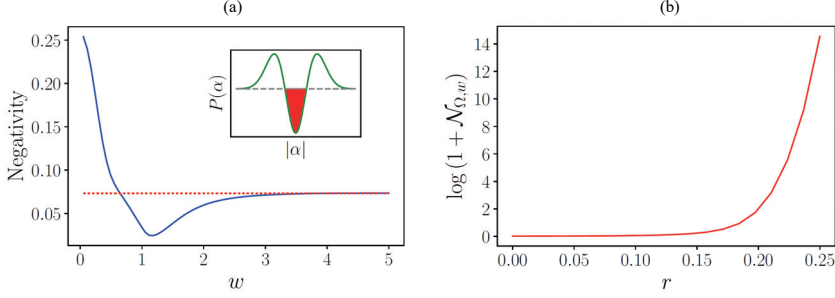 (a)
0.25
0.20
0.15
0.10
0.05
Negativity
0 1 2 3 4 5
w
P(α)
|α|
(b)
14
12
10
8
6
4
2
0
log (1 + 𝒩Ω,w)
0.00 0.05 0.10 0.15 0.20 0.25
r